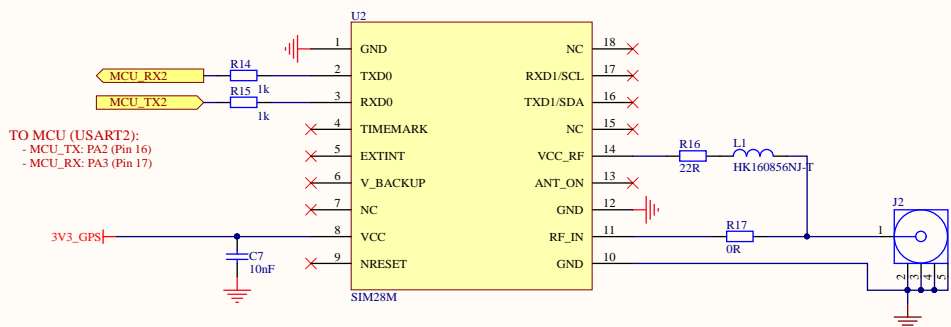 U2
1 GND
NC 18
R14
MCU_RX2
2 TXD0
RXD1/SCL 17
1k
R15
MCU_TX2
3 RXD0
TXD1/SDA 16
1k
TO MCU (USART2):
- MCU_TX: PA2 (Pin 16)
- MCU_RX: PA3 (Pin 17)
4 TIMEMARK
NC 15
5 EXTINT
VCC_RF 14
R16
22R
L1
HK160856NJ-T
6 V_BACKUP
ANT_ON 13
7 NC
GND 12
J2
3V3_GPS
8 VCC
RF_IN 11
R17
0R
1
C7
10nF
9 NRESET
GND 10
2
3
4
5
SIM28M